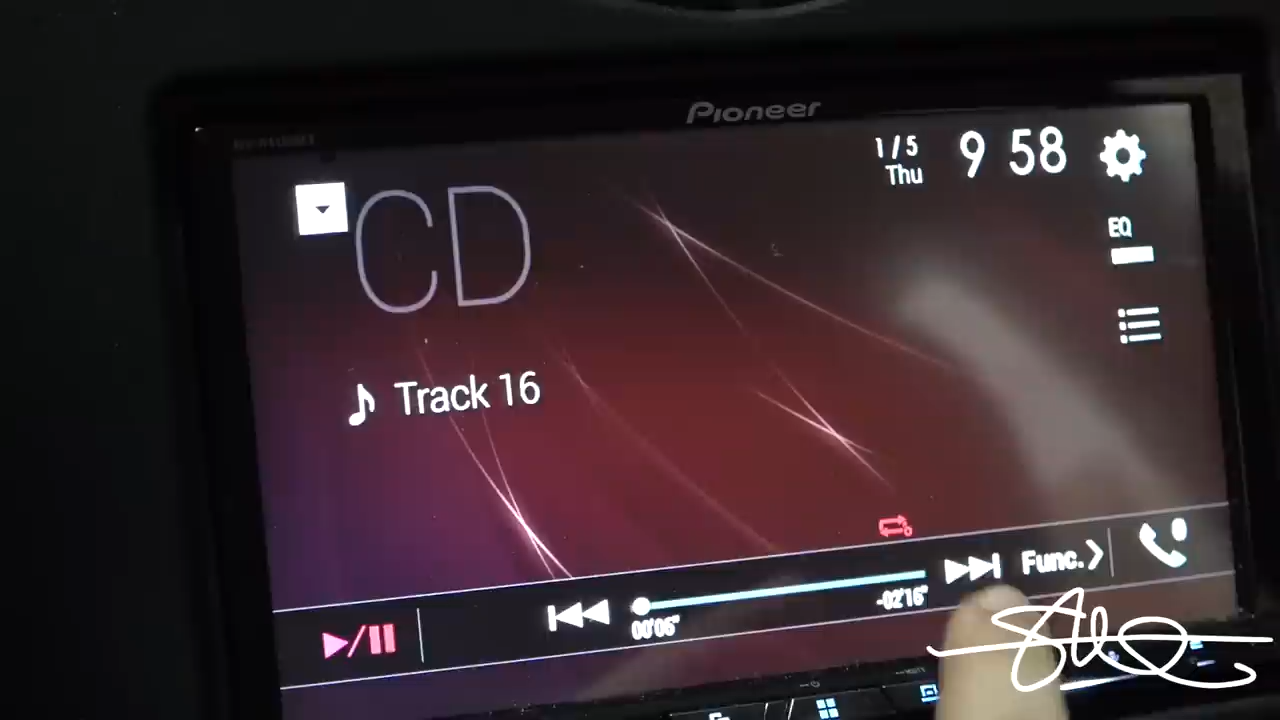 Pioneer
1/5
Thu
9 58
CD
EQ
Track 16
Func.
00'06"
-02'16"